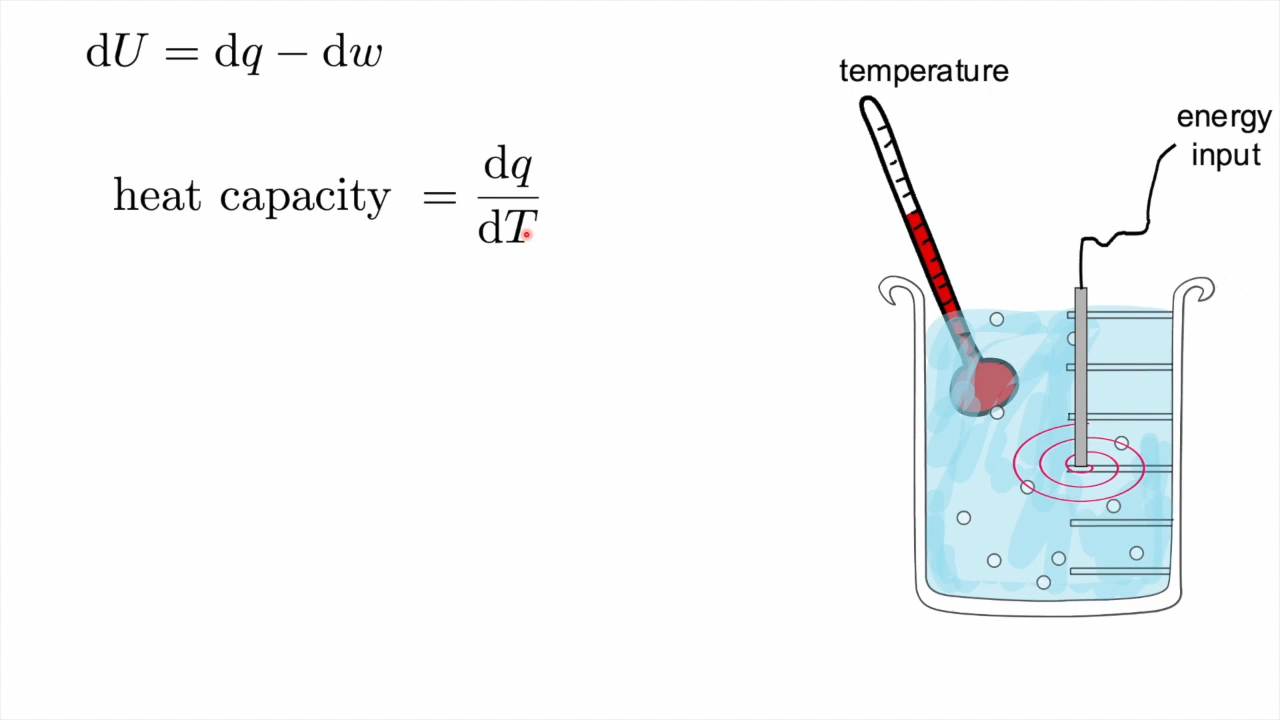 dU = dq − dw
heat capacity = dq/dT
temperature
energy
input